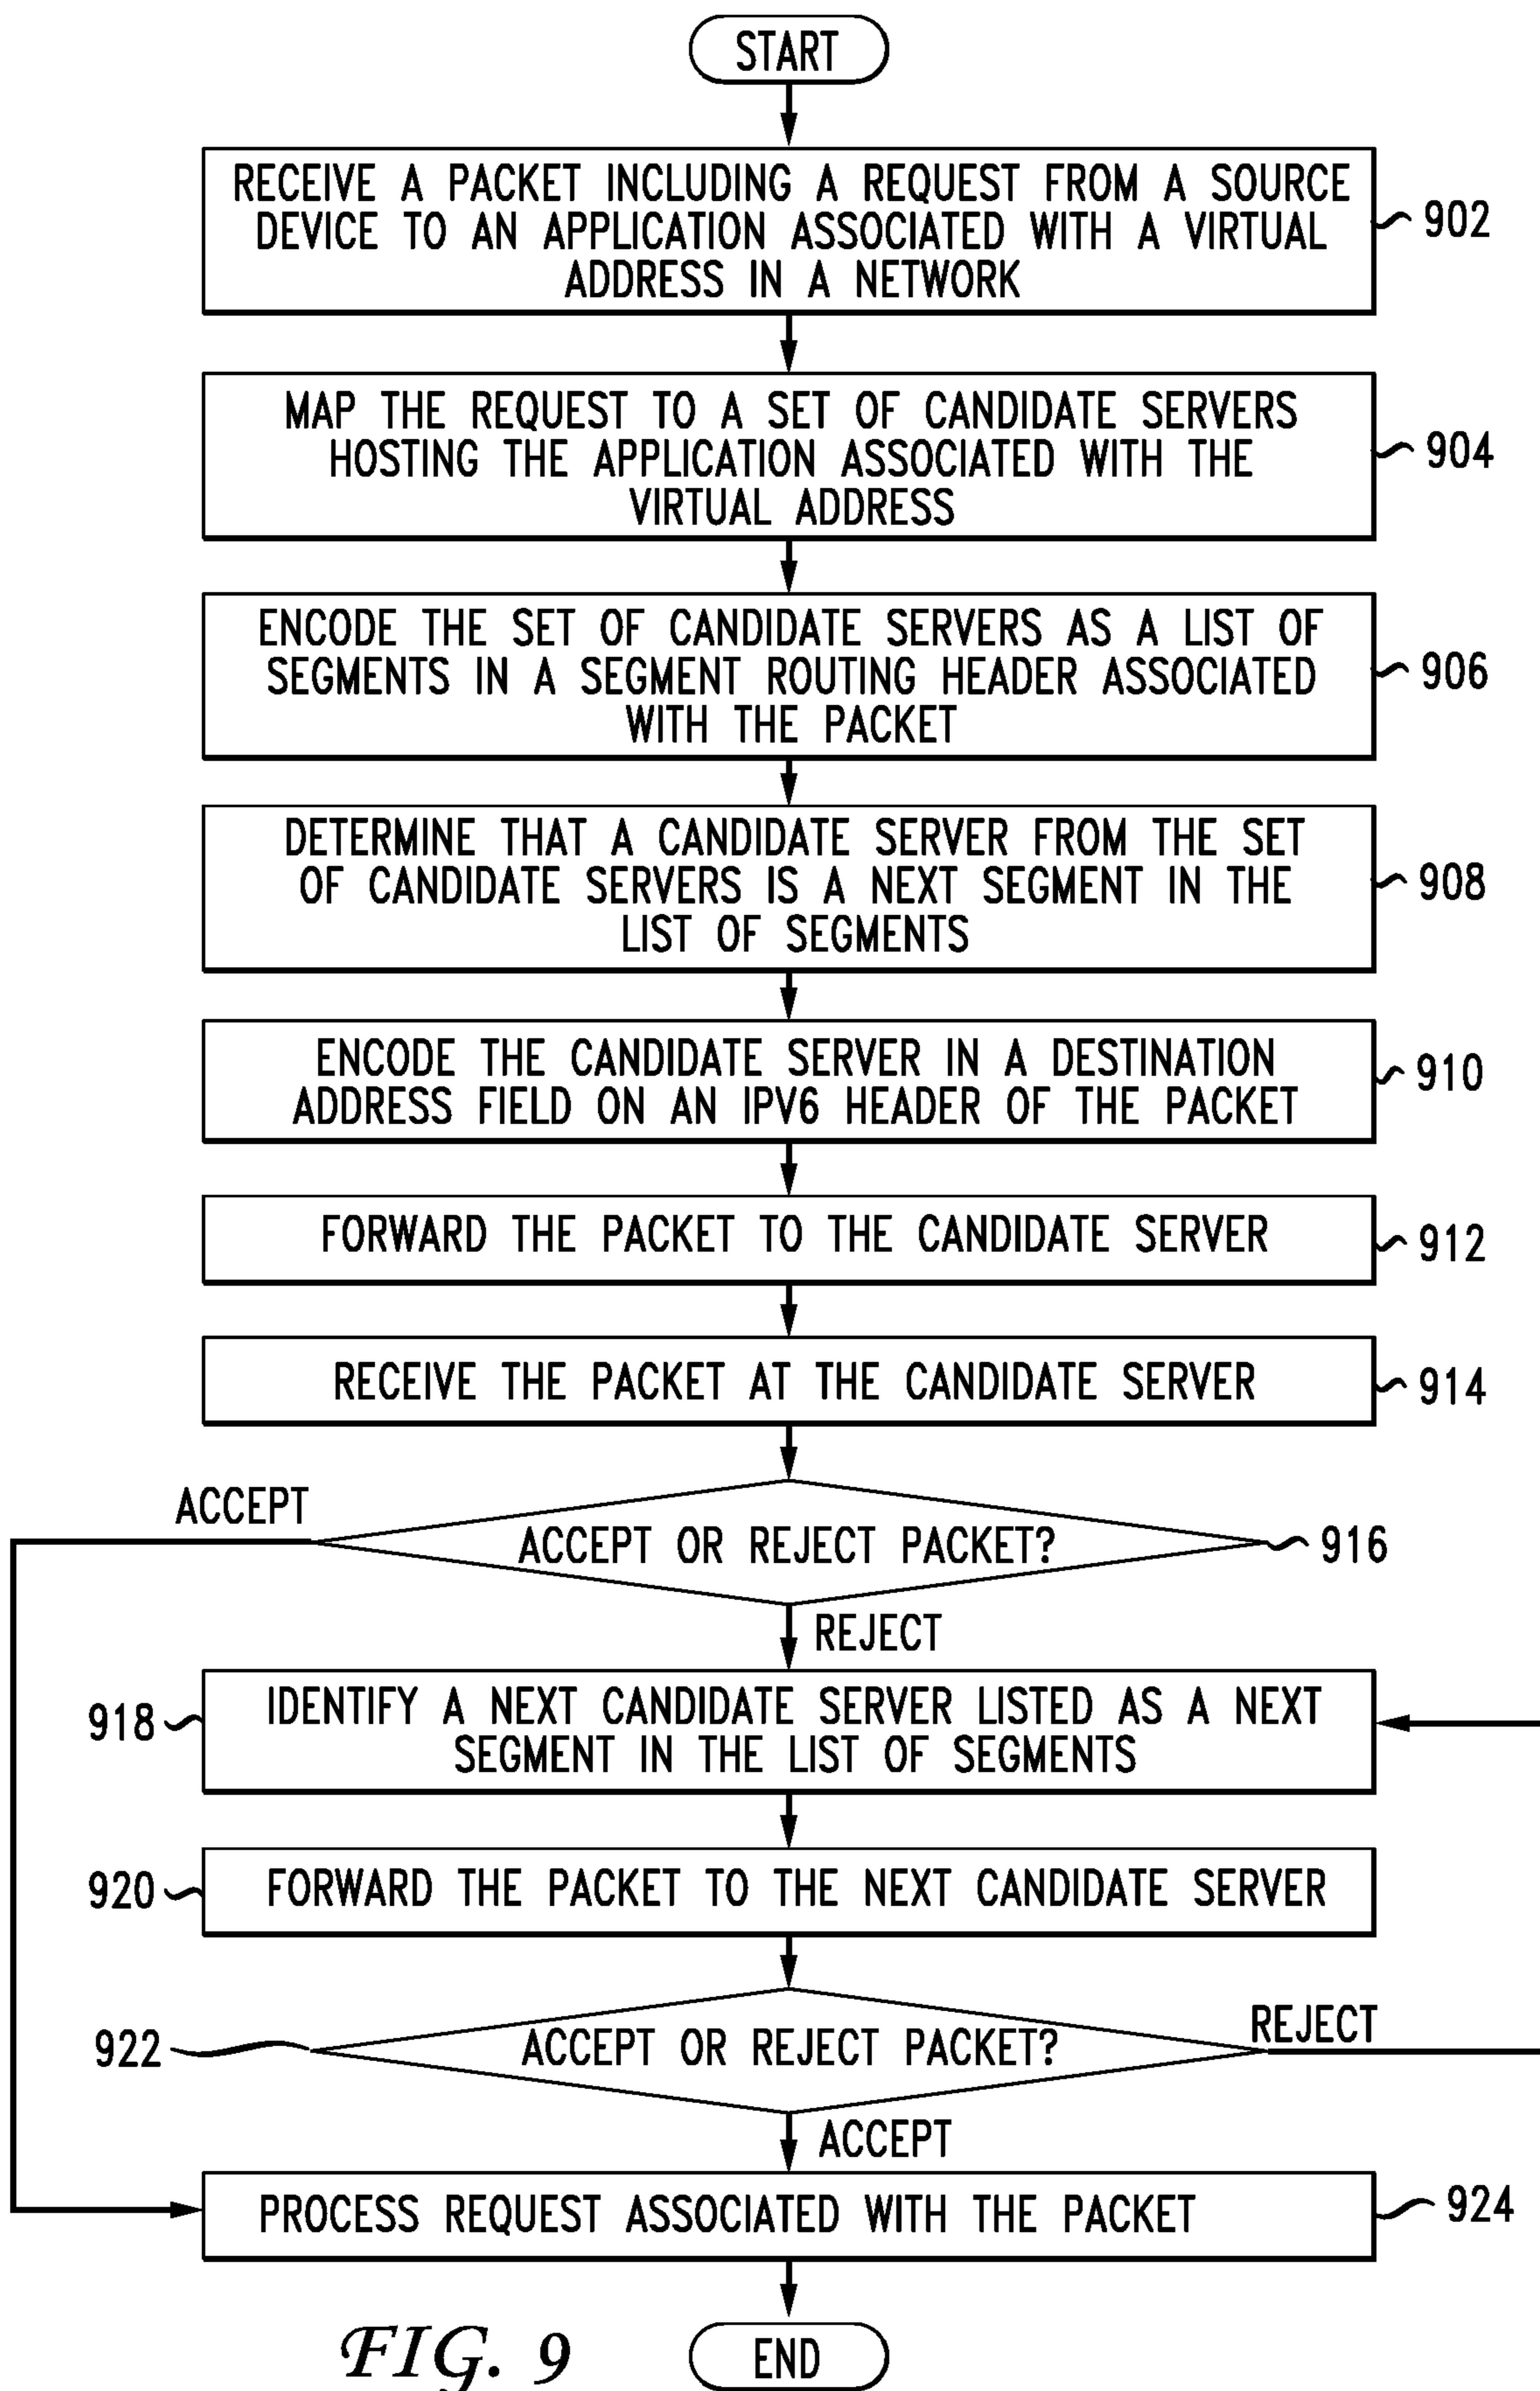 START
RECEIVE A PACKET INCLUDING A REQUEST FROM A SOURCE
DEVICE TO AN APPLICATION ASSOCIATED WITH A VIRTUAL
ADDRESS IN A NETWORK
902
MAP THE REQUEST TO A SET OF CANDIDATE SERVERS
HOSTING THE APPLICATION ASSOCIATED WITH THE
VIRTUAL ADDRESS
904
ENCODE THE SET OF CANDIDATE SERVERS AS A LIST OF
SEGMENTS IN A SEGMENT ROUTING HEADER ASSOCIATED
WITH THE PACKET
906
DETERMINE THAT A CANDIDATE SERVER FROM THE SET
OF CANDIDATE SERVERS IS A NEXT SEGMENT IN THE
LIST OF SEGMENTS
908
ENCODE THE CANDIDATE SERVER IN A DESTINATION
ADDRESS FIELD ON AN IPV6 HEADER OF THE PACKET
910
FORWARD THE PACKET TO THE CANDIDATE SERVER
912
RECEIVE THE PACKET AT THE CANDIDATE SERVER
914
ACCEPT
ACCEPT OR REJECT PACKET?
916
REJECT
918
IDENTIFY A NEXT CANDIDATE SERVER LISTED AS A NEXT
SEGMENT IN THE LIST OF SEGMENTS
920
FORWARD THE PACKET TO THE NEXT CANDIDATE SERVER
922
ACCEPT OR REJECT PACKET?
REJECT
ACCEPT
PROCESS REQUEST ASSOCIATED WITH THE PACKET
924
END
FIG. 9